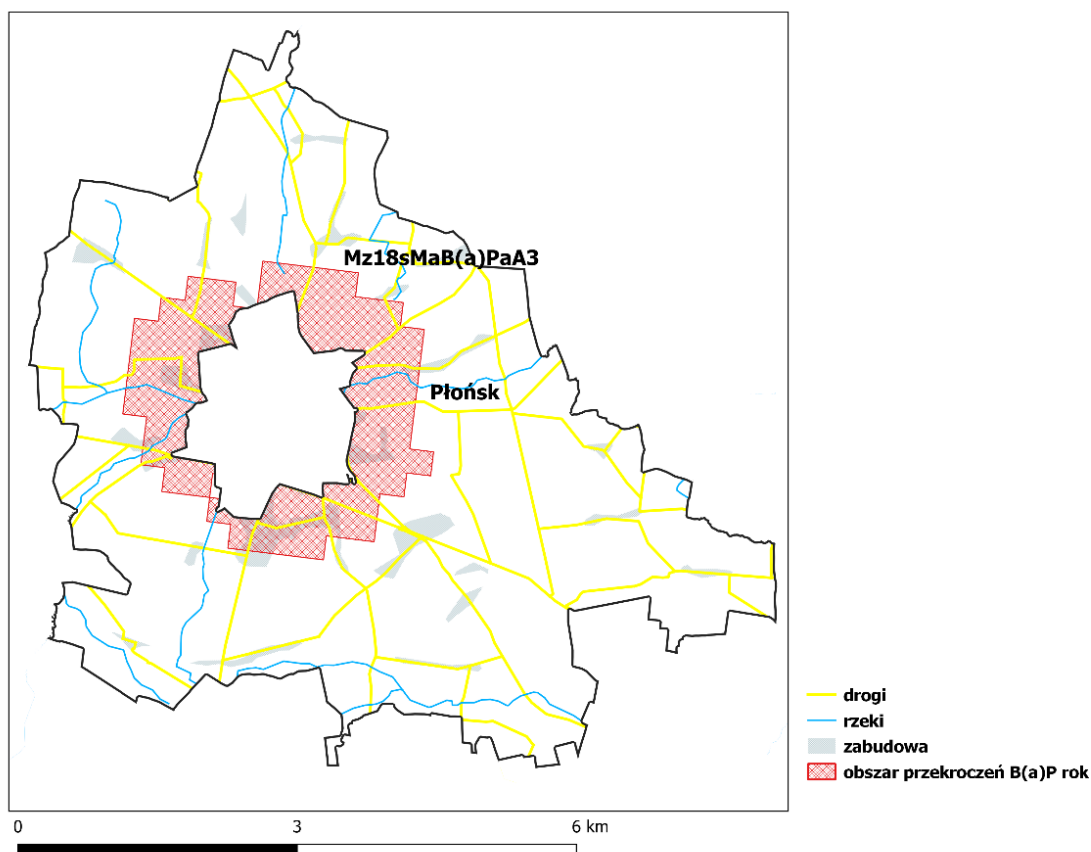 Mz18sMaB(a)PaA3
Płońsk
drogi
rzeki
zabudowa
obszar przekroczeń B(a)P rok
0 3 6 km